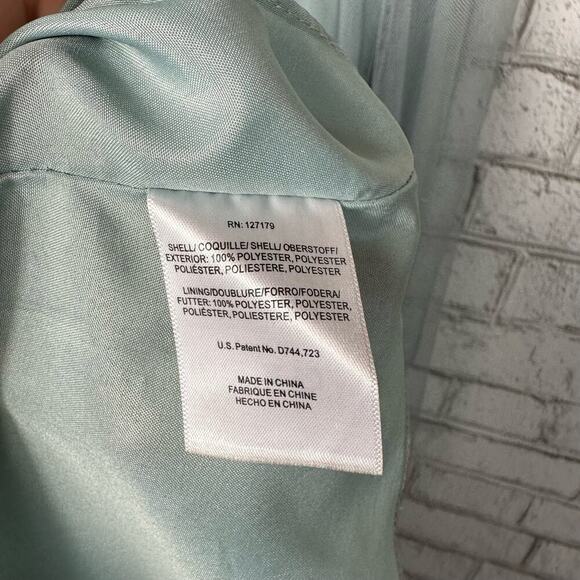 RN: 127179
SHELL/ COQUILLE/ SHELL/ OBERSTOFF/
EXTERIOR: 100% POLYESTER, POLYESTER
POLIÉSTER, POLIESTERE, POLYESTER
LINING/DOUBLURE/FORRO/FODERA/
FUTTER: 100% POLYESTER, POLYESTER,
POLIÉSTER, POLIESTERE, POLYESTER
U.S. Patent No. D744,723
MADE IN CHINA
FABRIQUE EN CHINE
HECHO EN CHINA